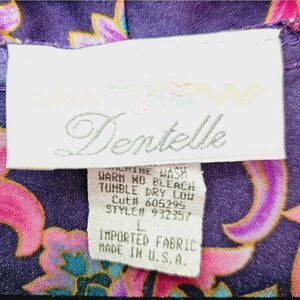 Dentelle
MACHINE WASH
WARM NO BLEACH
TUMBLE DRY LOW
Cut# 605295
STYLE# 932357
L
IMPORTED FABRIC
MADE IN U.S.A.